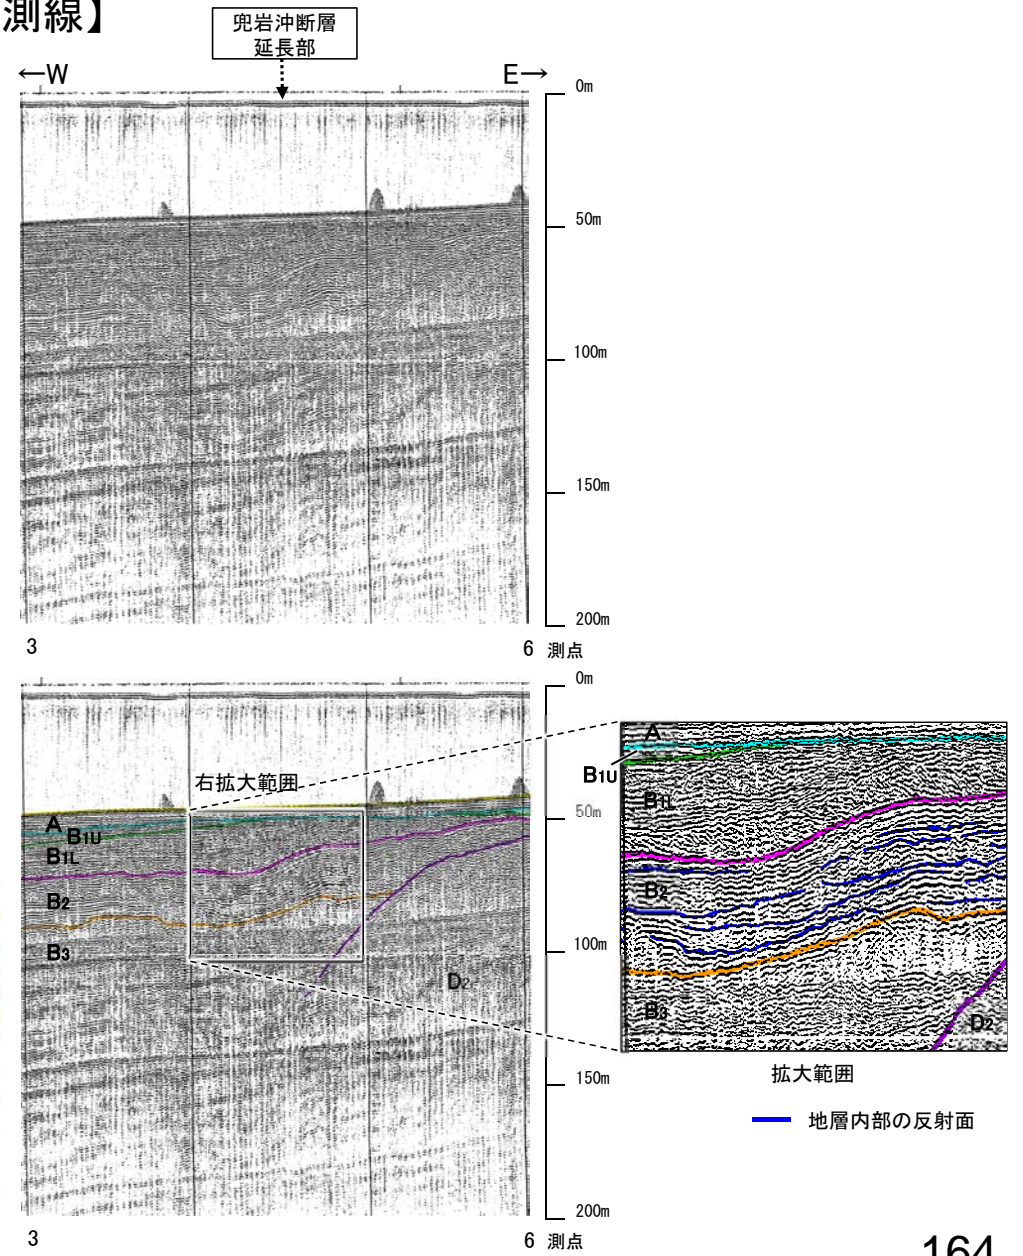 測線】
兜岩沖断層
延長部
←W
E→
0m
50m
100m
150m
200m
3
6 測点
0m
右拡大範囲
A
B1U
B1L
50m
B2
B3
100m
D2
150m
200m
3
6 測点
A
B1U
B1L
B2
B3
D2
拡大範囲
地層内部の反射面
164